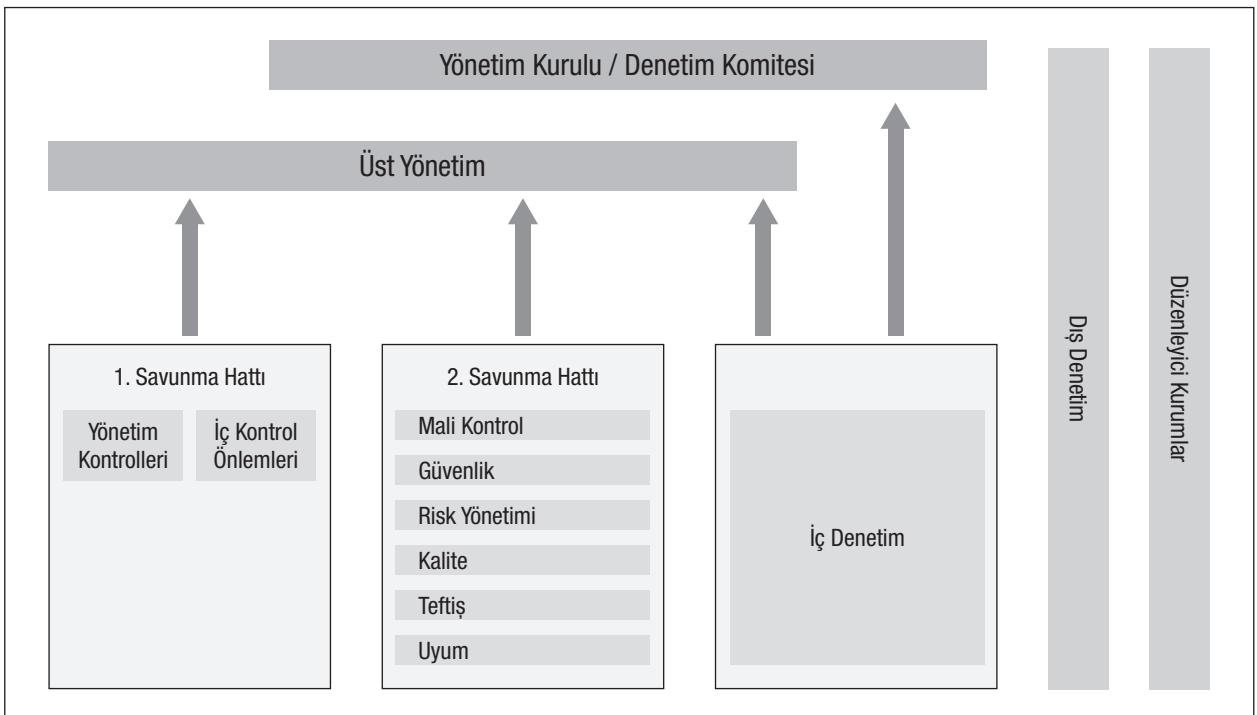 Yönetim Kurulu / Denetim Komitesi
Üst Yönetim
1. Savunma Hattı
Yönetim
Kontrolleri
İç Kontrol
Önlemleri
2. Savunma Hattı
Mali Kontrol
Güvenlik
Risk Yönetimi
Kalite
Teftiş
Uyum
İç Denetim
Dış Denetim
Düzenleyici Kurumlar